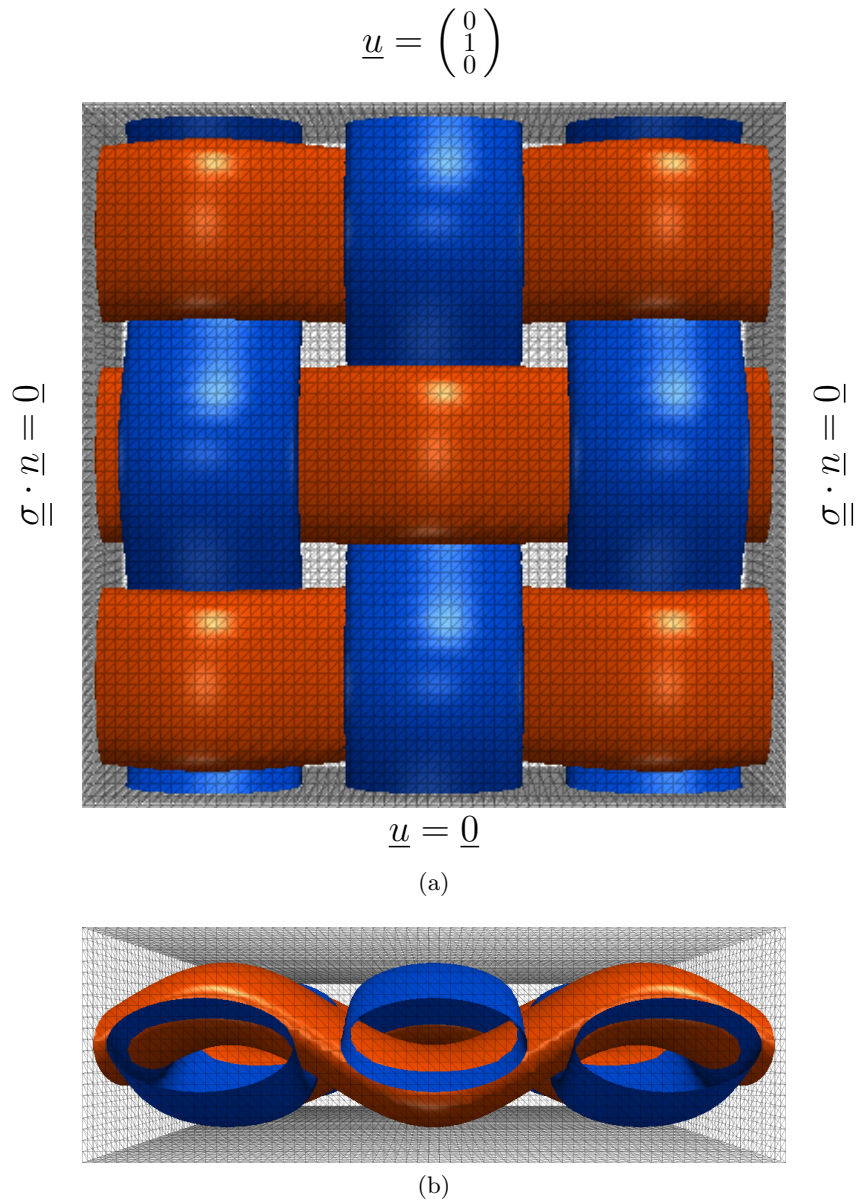 u = ( 0 1 0 )
σ · n = 0
σ · n = 0
u = 0
(a)
(b)